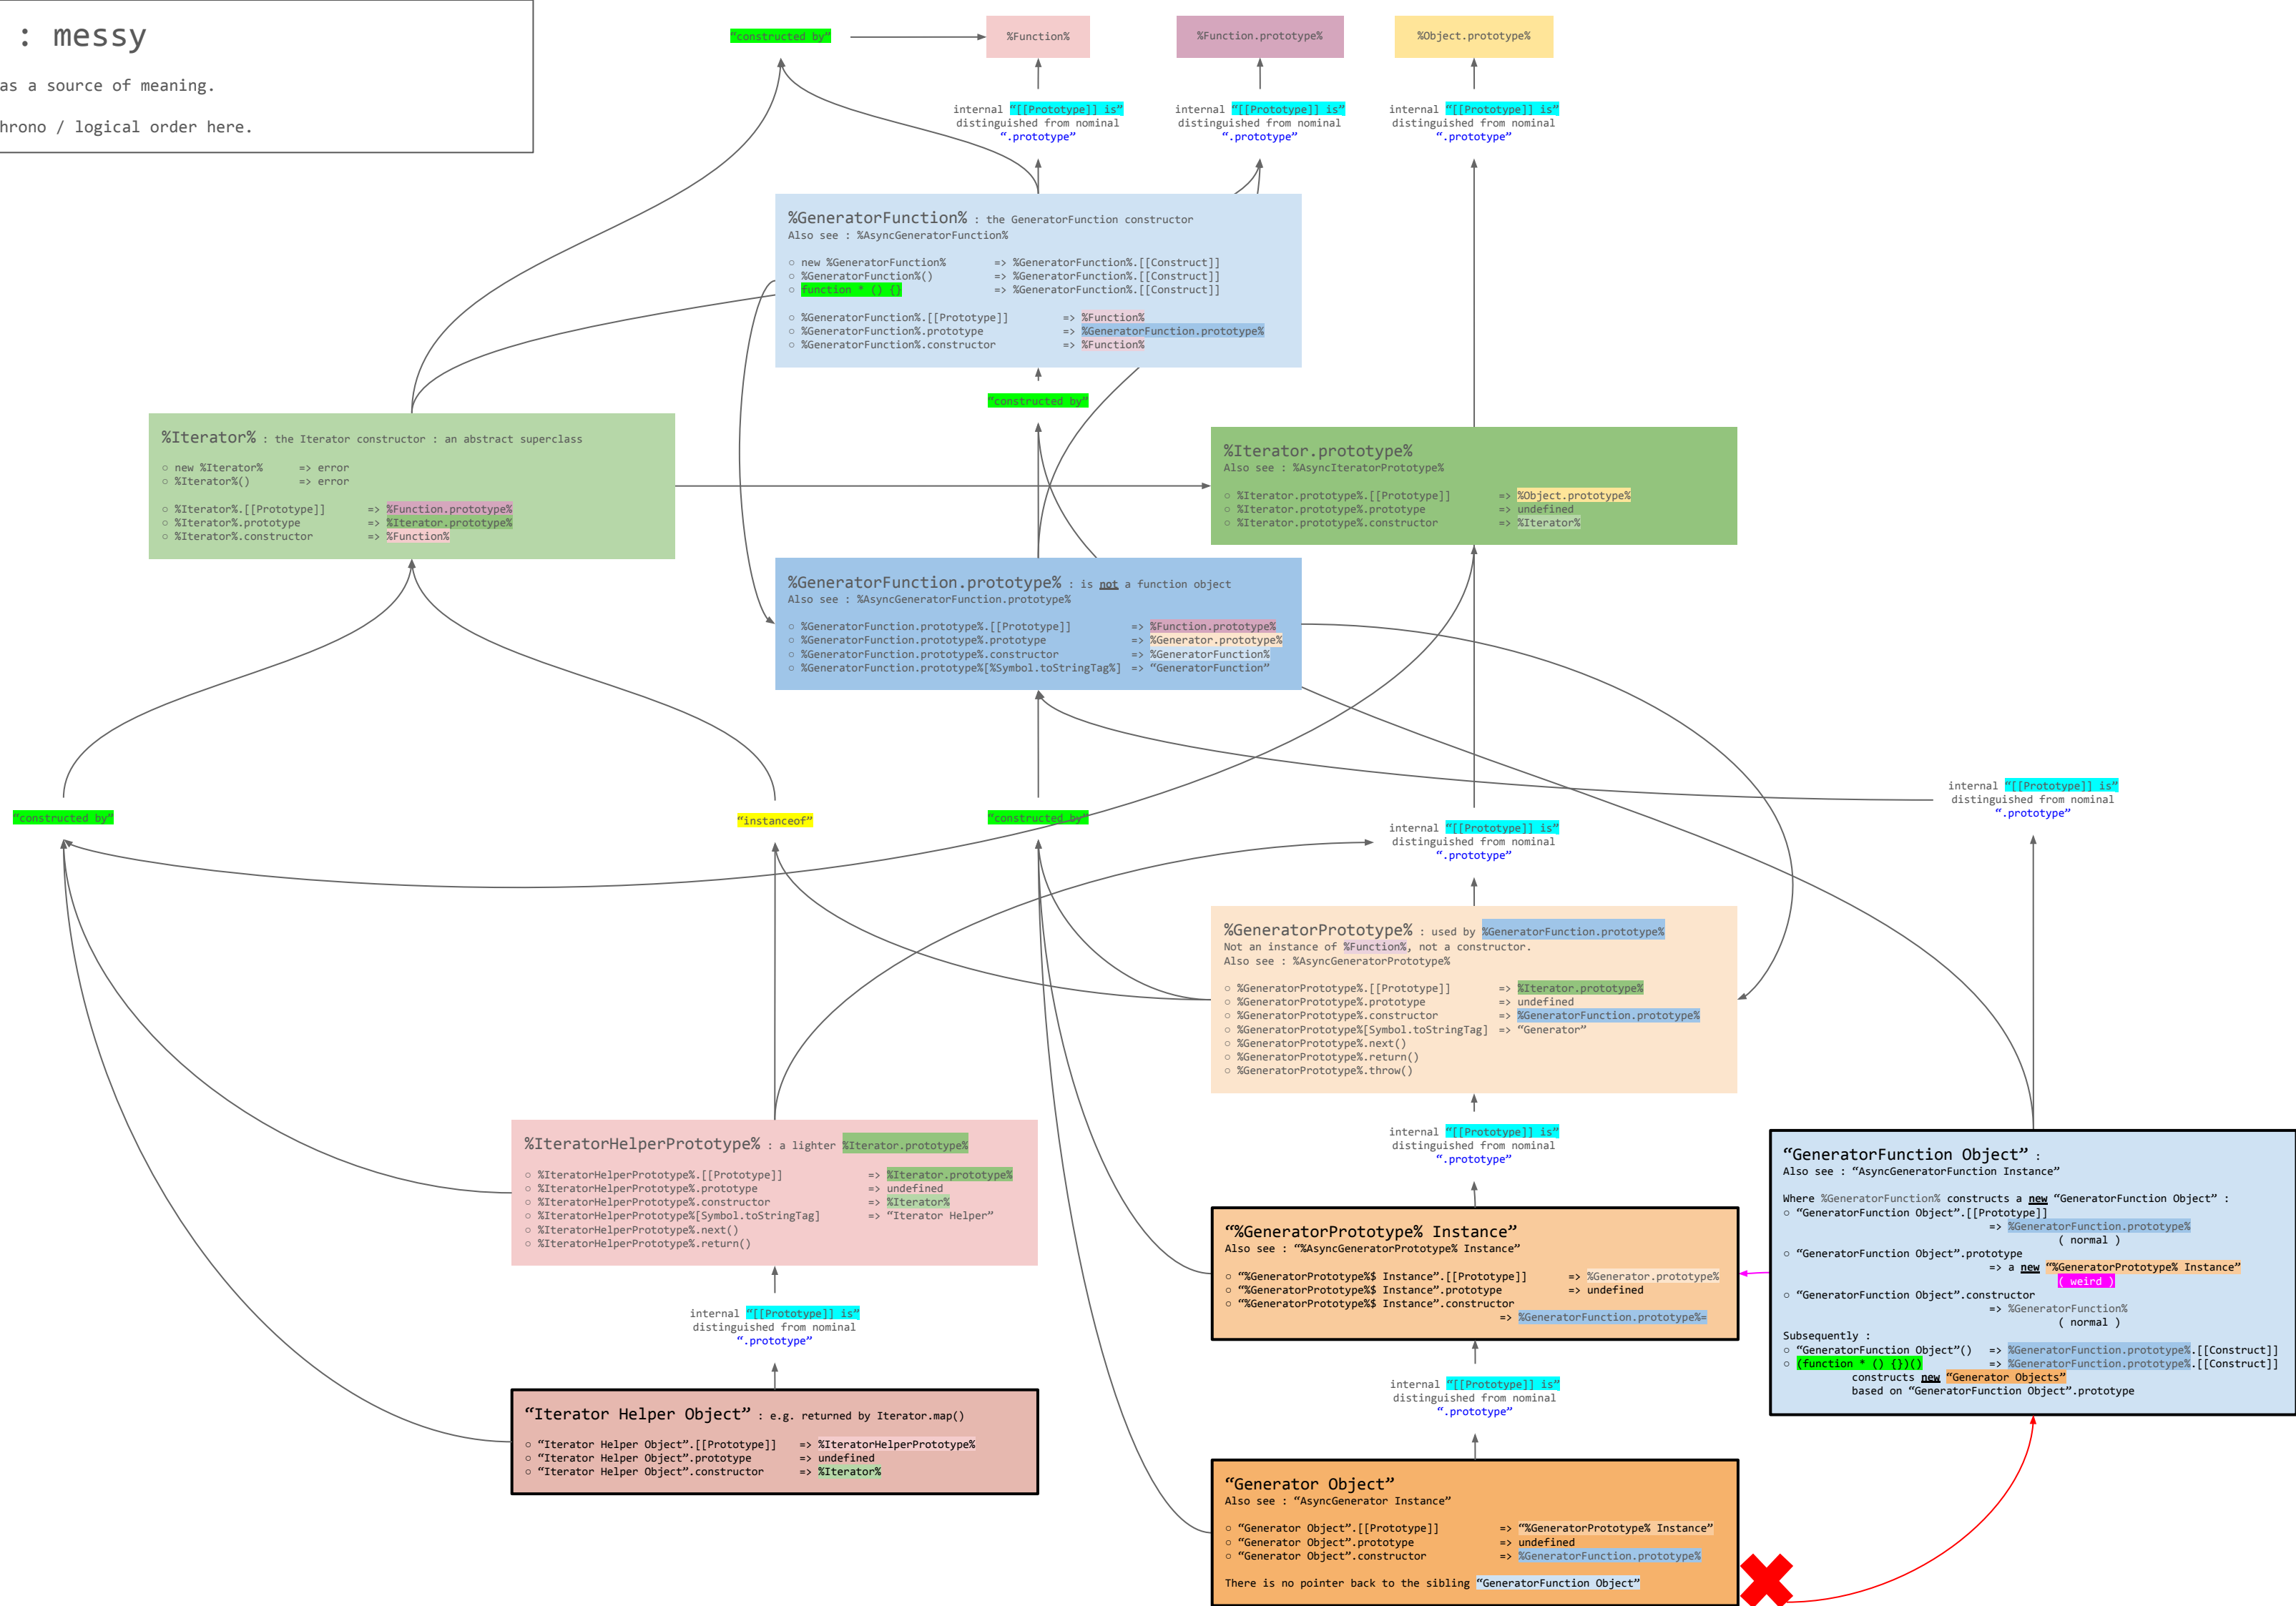 : messy
as a source of meaning.
hrono / logical order here.
“constructed by”
%Function%
%Function.prototype%
%Object.prototype%
internal “[[Prototype]] is”
distinguished from nominal
“.prototype”
internal “[[Prototype]] is”
distinguished from nominal
“.prototype”
internal “[[Prototype]] is”
distinguished from nominal
“.prototype”
%GeneratorFunction% : the GeneratorFunction constructor
Also see : %AsyncGeneratorFunction%
○ new %GeneratorFunction% => %GeneratorFunction%.[[Construct]]
○ %GeneratorFunction%() => %GeneratorFunction%.[[Construct]]
○ function * () {} => %GeneratorFunction%.[[Construct]]
○ %GeneratorFunction%.[[Prototype]] => %Function%
○ %GeneratorFunction%.prototype => %GeneratorFunction.prototype%
○ %GeneratorFunction%.constructor => %Function%
“constructed by”
%Iterator% : the Iterator constructor : an abstract superclass
○ new %Iterator% => error
○ %Iterator%() => error
○ %Iterator%.[[Prototype]] => %Function.prototype%
○ %Iterator%.prototype => %Iterator.prototype%
○ %Iterator%.constructor => %Function%
%Iterator.prototype%
Also see : %AsyncIteratorPrototype%
○ %Iterator.prototype%.[[Prototype]] => %Object.prototype%
○ %Iterator.prototype%.prototype => undefined
○ %Iterator.prototype%.constructor => %Iterator%
%GeneratorFunction.prototype% : is not a function object
Also see : %AsyncGeneratorFunction.prototype%
○ %GeneratorFunction.prototype%.[[Prototype]] => %Function.prototype%
○ %GeneratorFunction.prototype%.prototype => %Generator.prototype%
○ %GeneratorFunction.prototype%.constructor => %GeneratorFunction%
○ %GeneratorFunction.prototype%[%Symbol.toStringTag%] => “GeneratorFunction”
“constructed by”
“instanceof”
“constructed by”
internal “[[Prototype]] is”
distinguished from nominal
“.prototype”
internal “[[Prototype]] is”
distinguished from nominal
“.prototype”
%GeneratorPrototype% : used by %GeneratorFunction.prototype%
Not an instance of %Function%, not a constructor.
Also see : %AsyncGeneratorPrototype%
○ %GeneratorPrototype%.[[Prototype]] => %Iterator.prototype%
○ %GeneratorPrototype%.prototype => undefined
○ %GeneratorPrototype%.constructor => %GeneratorFunction.prototype%
○ %GeneratorPrototype%[Symbol.toStringTag] => “Generator”
○ %GeneratorPrototype%.next()
○ %GeneratorPrototype%.return()
○ %GeneratorPrototype%.throw()
%IteratorHelperPrototype% : a lighter %Iterator.prototype%
○ %IteratorHelperPrototype%.[[Prototype]] => %Iterator.prototype%
○ %IteratorHelperPrototype%.prototype => undefined
○ %IteratorHelperPrototype%.constructor => %Iterator%
○ %IteratorHelperPrototype%[Symbol.toStringTag] => “Iterator Helper”
○ %IteratorHelperPrototype%.next()
○ %IteratorHelperPrototype%.return()
internal “[[Prototype]] is”
distinguished from nominal
“.prototype”
“GeneratorFunction Object” :
Also see : “AsyncGeneratorFunction Instance”
Where %GeneratorFunction% constructs a new “GeneratorFunction Object” :
○ “GeneratorFunction Object”.[[Prototype]]
=> %GeneratorFunction.prototype%
( normal )
○ “GeneratorFunction Object”.prototype
=> a new “%GeneratorPrototype% Instance”
( weird )
○ “GeneratorFunction Object”.constructor
=> %GeneratorFunction%
( normal )
Subsequently :
○ “GeneratorFunction Object”() => %GeneratorFunction.prototype%.[[Construct]]
○ (function * () {})() => %GeneratorFunction.prototype%.[[Construct]]
constructs new “Generator Objects”
based on “GeneratorFunction Object”.prototype
“%GeneratorPrototype% Instance”
Also see : “%AsyncGeneratorPrototype% Instance”
○ “%GeneratorPrototype%$ Instance”.[[Prototype]] => %Generator.prototype%
○ “%GeneratorPrototype%$ Instance”.prototype => undefined
○ “%GeneratorPrototype%$ Instance”.constructor
=> %GeneratorFunction.prototype%=
internal “[[Prototype]] is”
distinguished from nominal
“.prototype”
internal “[[Prototype]] is”
distinguished from nominal
“.prototype”
“Iterator Helper Object” : e.g. returned by Iterator.map()
○ “Iterator Helper Object”.[[Prototype]] => %IteratorHelperPrototype%
○ “Iterator Helper Object”.prototype => undefined
○ “Iterator Helper Object”.constructor => %Iterator%
“Generator Object”
Also see : “AsyncGenerator Instance”
○ “Generator Object”.[[Prototype]] => “%GeneratorPrototype% Instance”
○ “Generator Object”.prototype => undefined
○ “Generator Object”.constructor => %GeneratorFunction.prototype%
There is no pointer back to the sibling “GeneratorFunction Object”